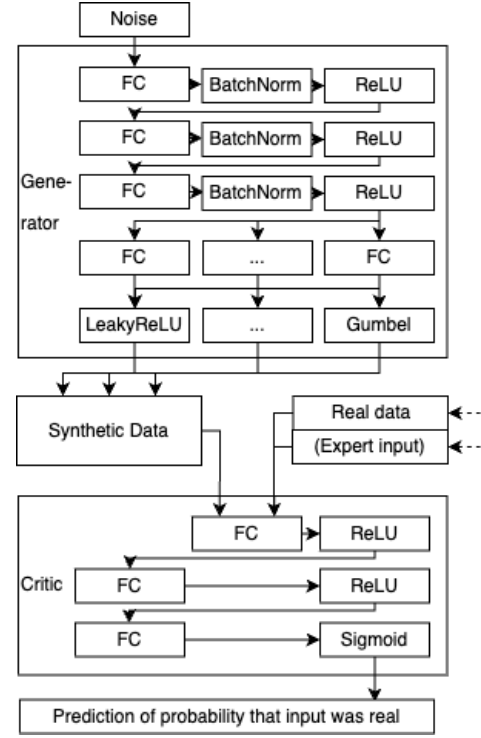 Noise
FC
BatchNorm
ReLU
FC
BatchNorm
ReLU
Gene-
rator
FC
BatchNorm
ReLU
FC
...
FC
LeakyReLU
...
Gumbel
Synthetic Data
Real data
(Expert input)
Critic
FC
ReLU
FC
ReLU
FC
Sigmoid
Prediction of probability that input was real